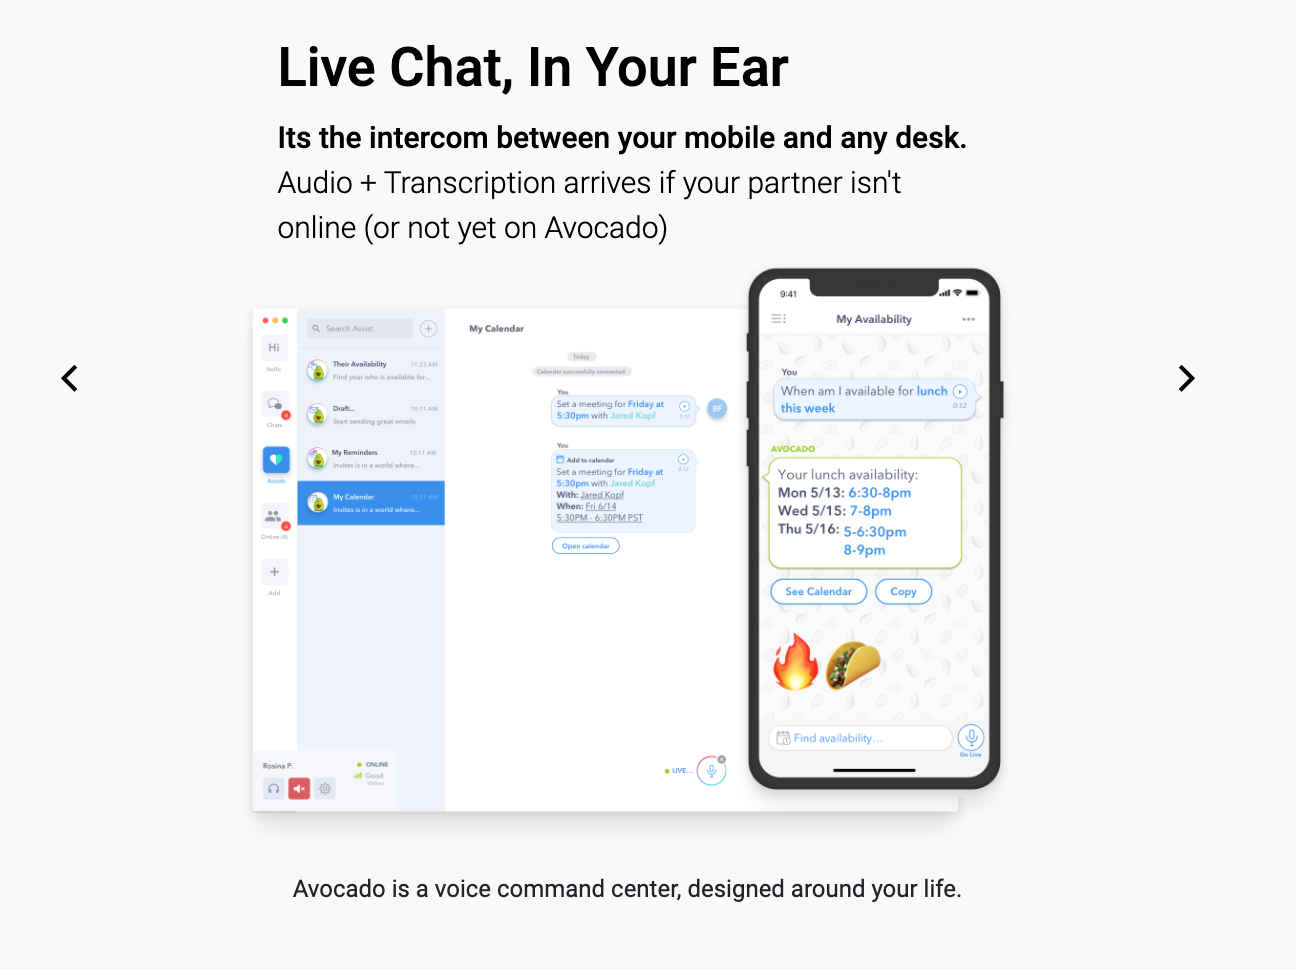 Live Chat, In Your Ear
Its the intercom between your mobile and any desk.
Audio + Transcription arrives if your partner isn't
online (or not yet on Avocado)
Hi
Hello
Chats
4
Assists
Online (4)
4
Add
Search Assist
Their Availability 11:23 AM
Find your who is available for...
Draft... 10:11 AM
Start sending great emails
My Reminders 10:11 AM
Invites is in a world where...
My Calendar 10:11 AM
Invites is in a world where...
Rosina P.
ONLINE
Good
My Calendar
Today
Calendar successfully connected
You
Set a meeting for Friday at
5:30pm with Jared Kopf
0:12
BF
You
Add to calendar
0:12
Set a meeting for Friday at
5:30pm with Jared Kopf
With: Jared Kopf
When: Fri 6/14
5:30PM - 6:30PM PST
Open calendar
LIVE...
9:41
My Availability
You
When am I available for lunch
this week
0:12
AVOCADO
Your lunch availability:
Mon 5/13: 6:30-8pm
Wed 5/15: 7-8pm
Thu 5/16: 5-6:30pm
8-9pm
See Calendar
Copy
Find availability...
Go Live
Avocado is a voice command center, designed around your life.